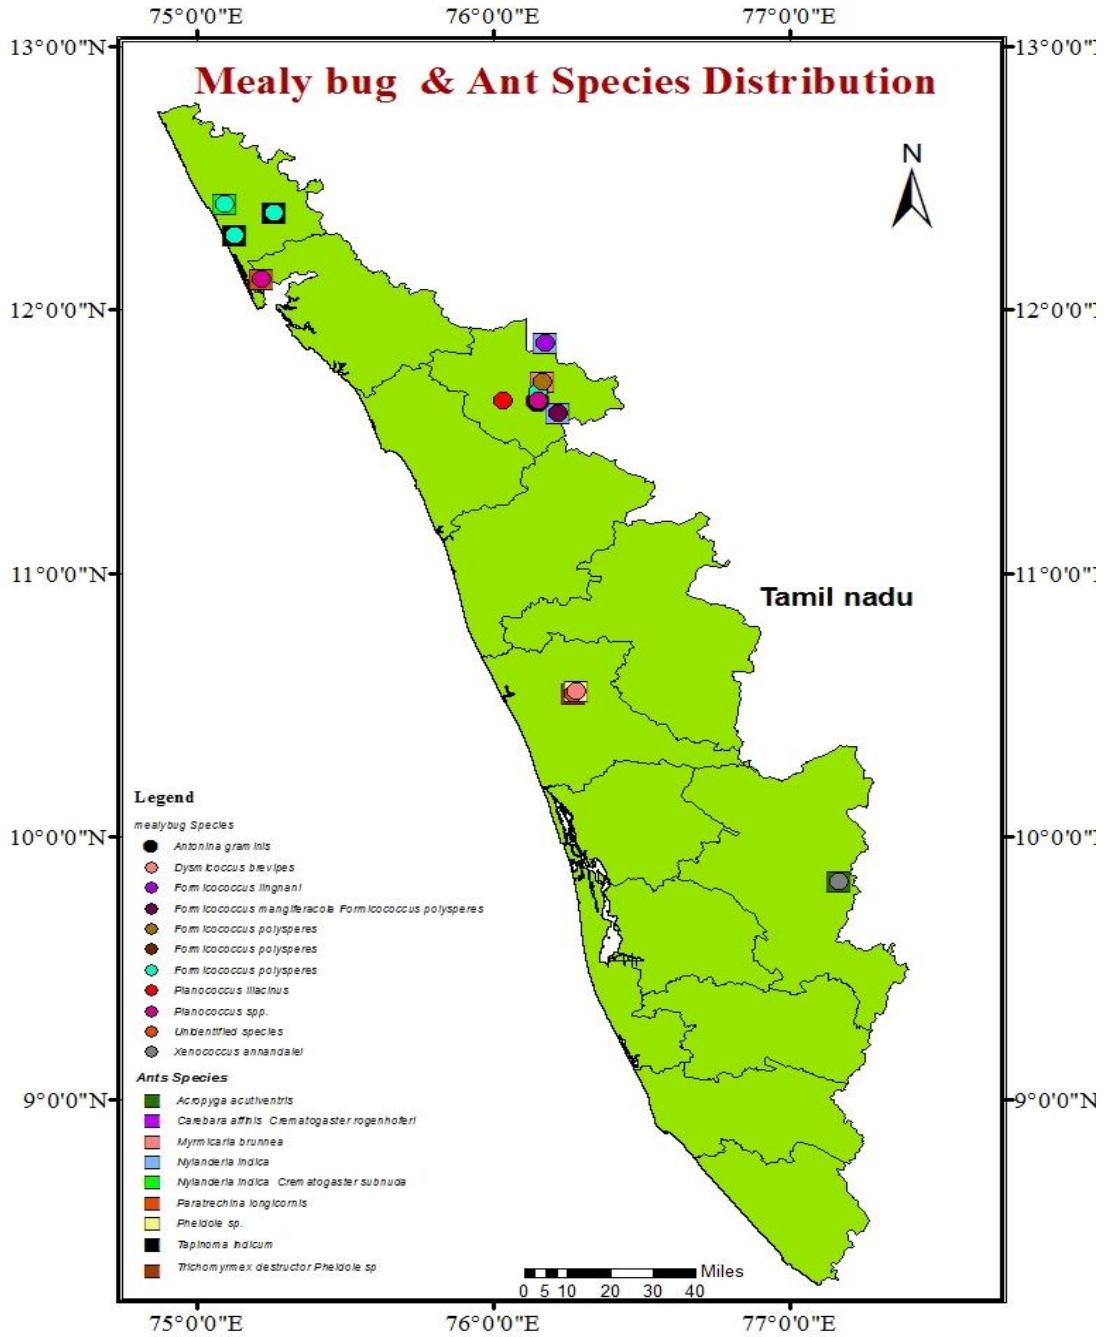 75°0'0"E 76°0'0"E 77°0'0"E
13°0'0"N 13°0'0"
Mealy bug & Ant Species Distribution
N
12°0'0"N 12°0'0"
11°0'0"N 11°0'0"
Tamil nadu
Legend
mealybug Species
10°0'0"N 10°0'0"
Antonina graminis
Dysmicoccus brevipes
Formicococcus lingnani
Formicococcus mangiferacola Formicococcus polysperes
Formicococcus polysperes
Formicococcus polysperes
Formicococcus polysperes
Planococcus lilacinus
Planococcus spp.
Unidentified species
Xenococcus annandalei
Ants Species
9°0'0"N 9°0'0"
Acropyga acutiventris
Carebara affinis Crematogaster rogenhoferi
Myrmicaria brunnea
Nylanderia indica
Nylanderia indica Crematogaster subnuda
Paratrechina longicornis
Pheidole sp.
Tapinoma indicum
Trichomyrmex destructor Pheidole sp
Miles
0 5 10 20 30 40
75°0'0"E 76°0'0"E 77°0'0"E